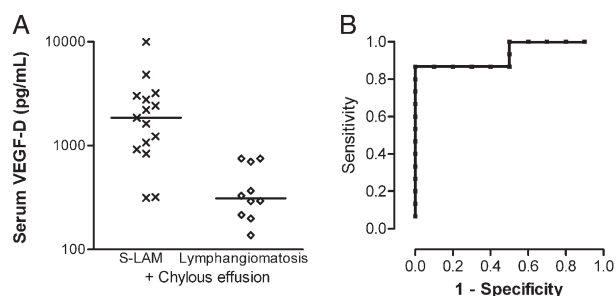 A
Serum VEGF-D (pg/mL)
10000
1000
100
S-LAM Lymphangiomatosis
+ Chylous effusion
B
Sensitivity
1.0
0.8
0.6
0.4
0.2
0.0
0.0 0.2 0.4 0.6 0.8 1.0
1 - Specificity